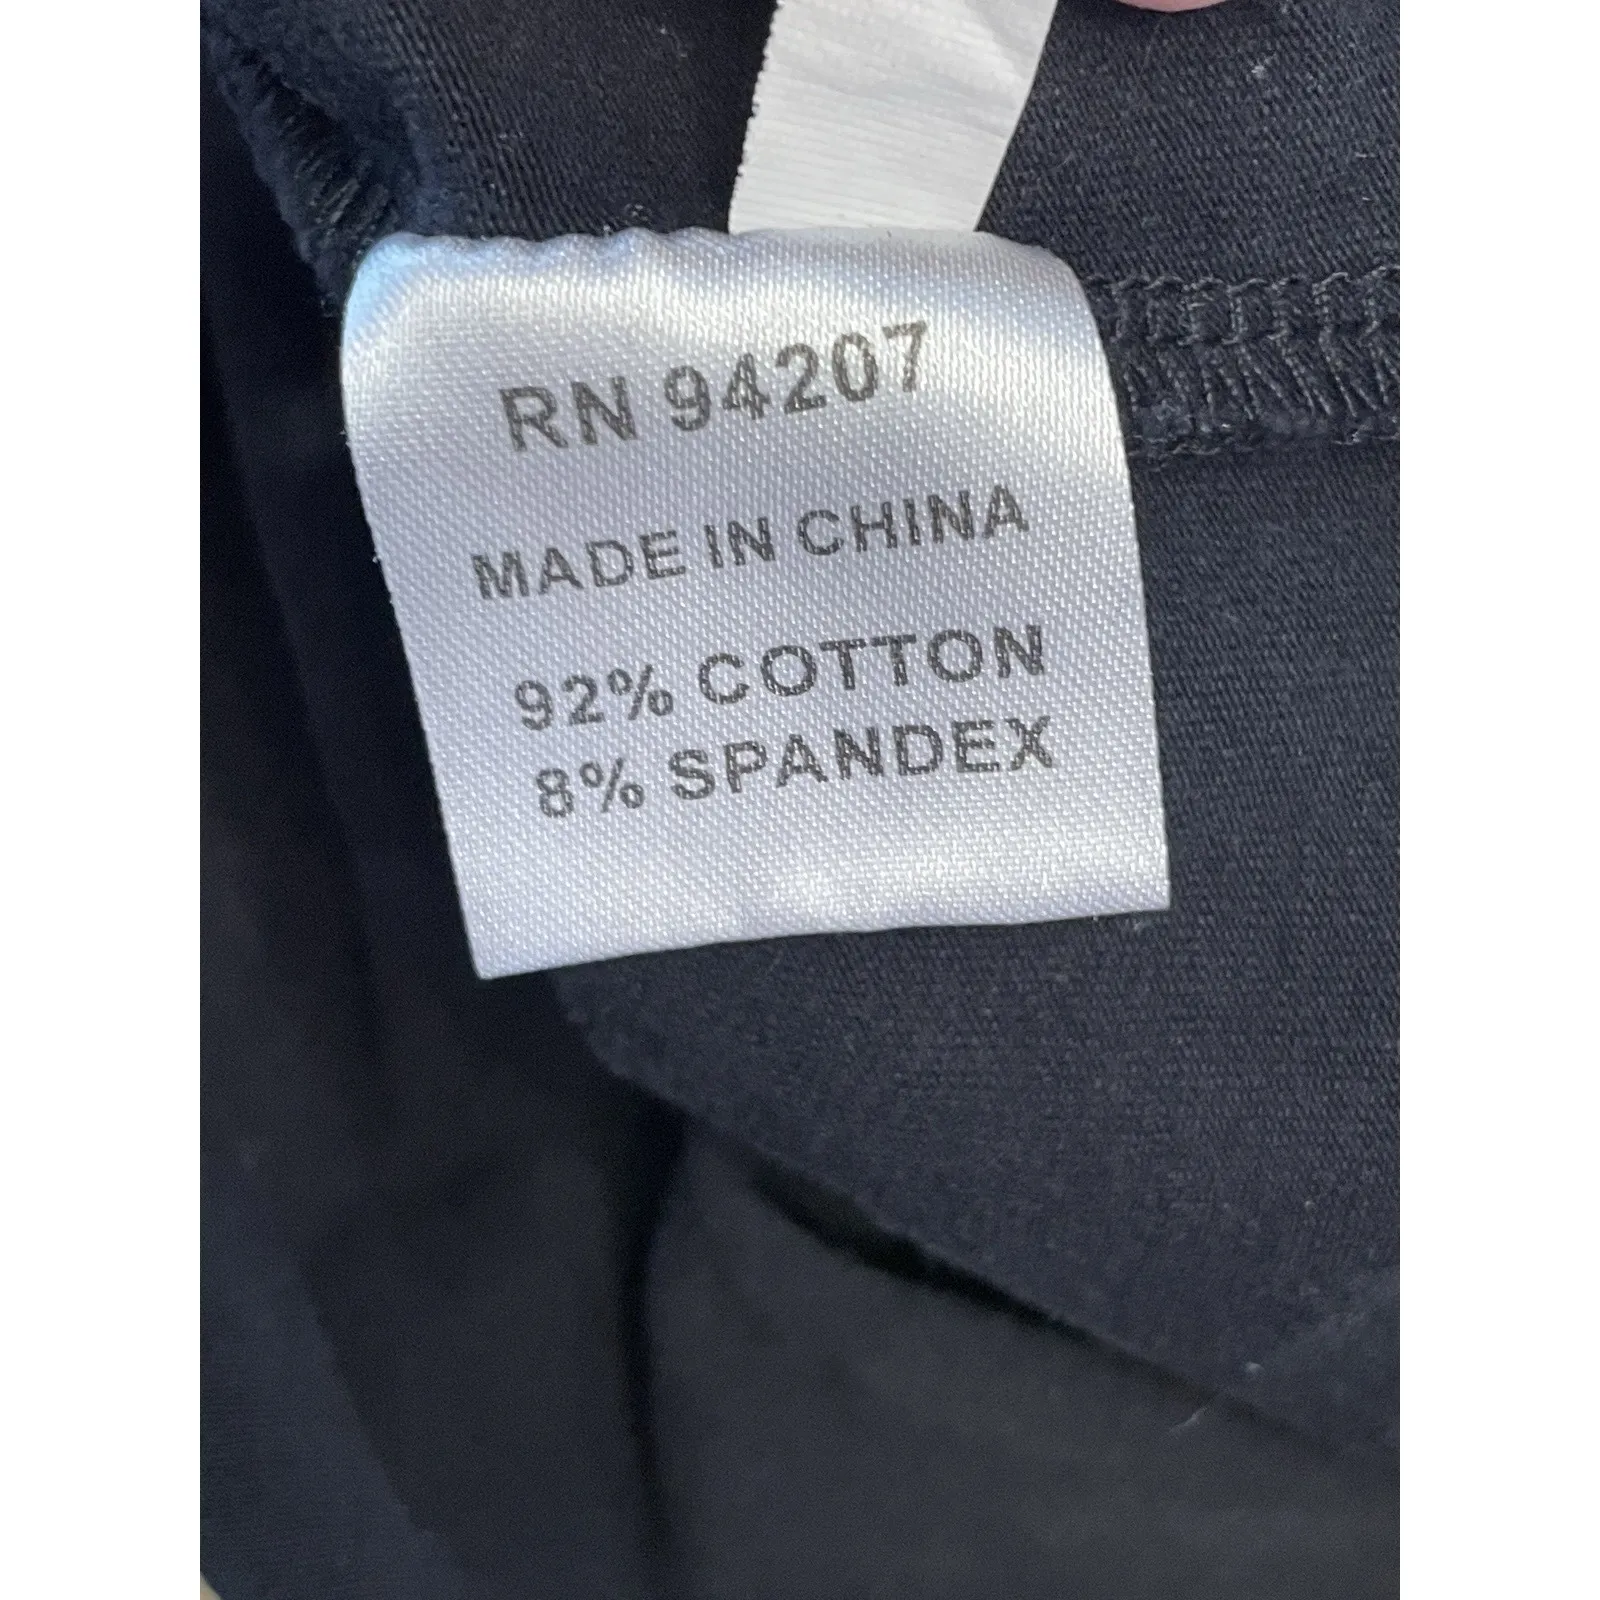 RN 94207
MADE IN CHINA
92% COTTON
8% SPANDEX